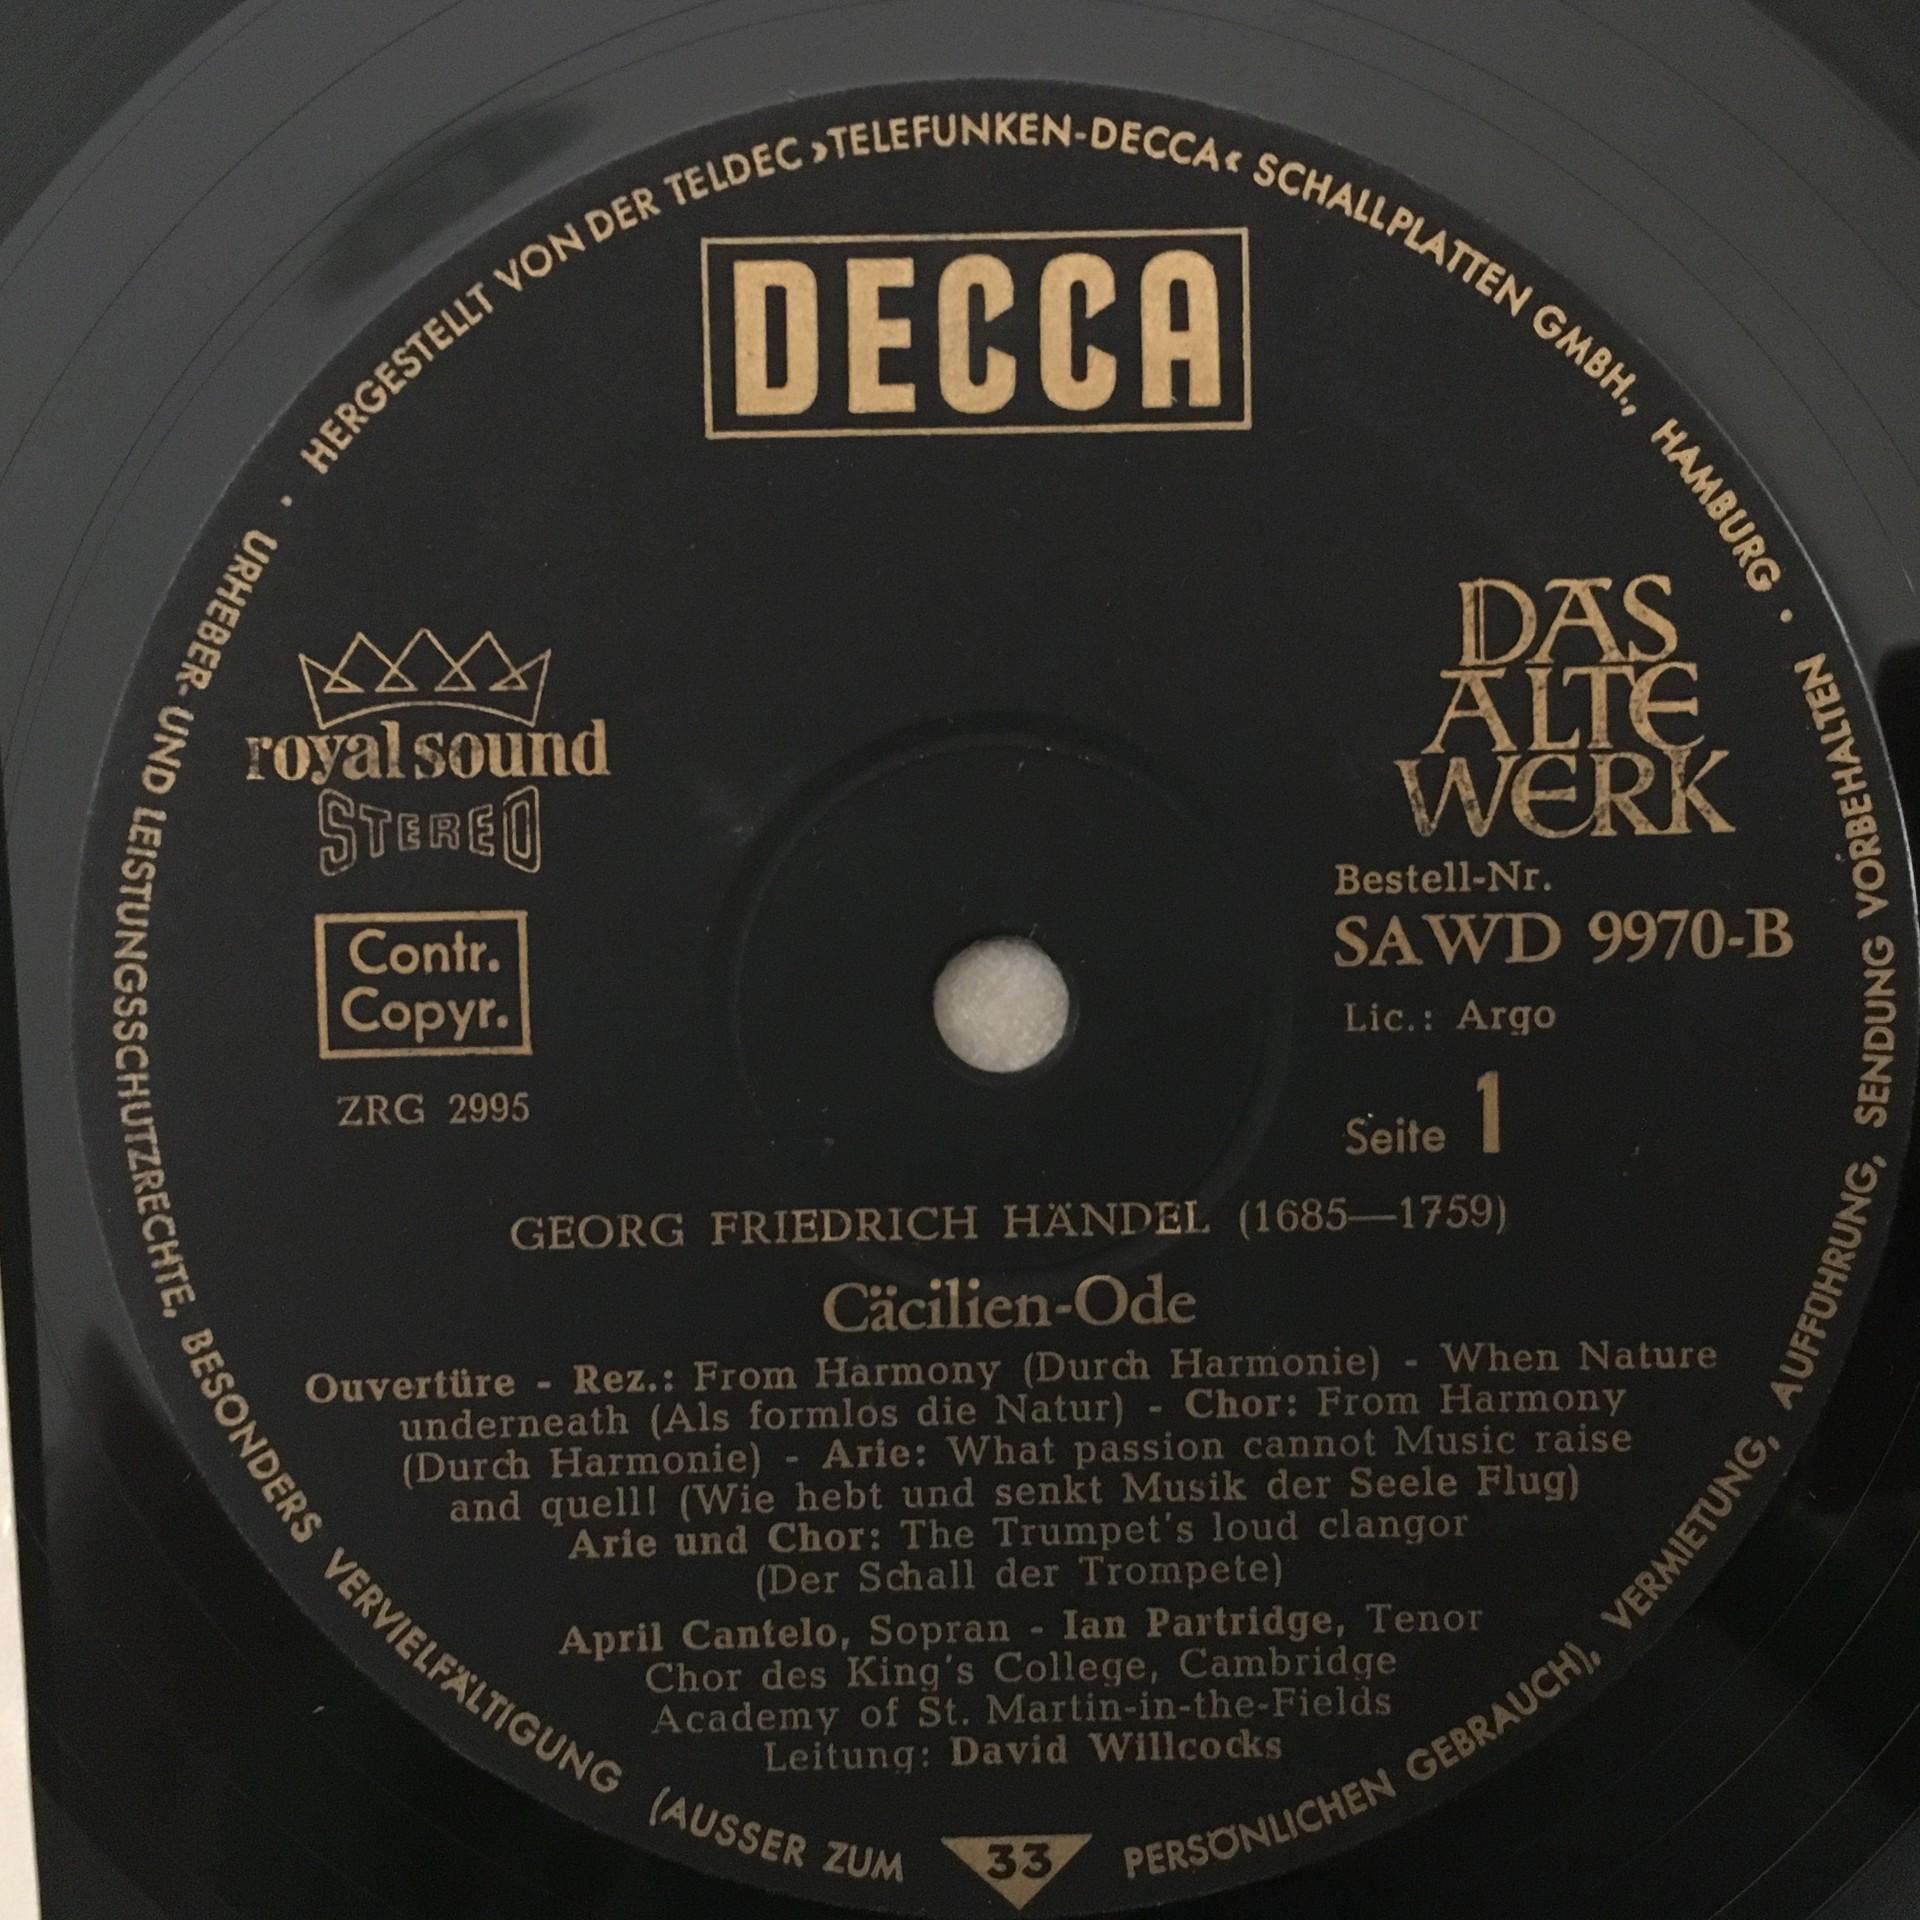 HERGESTELLT VON DER TELDEC ›TELEFUNKEN-DECCA‹ SCHALLPLATTEN GMBH., HAMBURG · URHEBER- UND LEISTUNGSSCHUTZRECHTE, BESONDERS VERVIELFÄLTIGUNG (AUSSER ZUM PERSÖNLICHEN GEBRAUCH), VERMIETUNG, AUFFÜHRUNG, SENDUNG VORBEHALTEN ·
DECCA
royal sound
STEREO
Contr.
Copyr.
ZRG 2995
DAS
ALTE
WERK
Bestell-Nr.
SAWD 9970-B
Lic.: Argo
Seite 1
GEORG FRIEDRICH HÄNDEL (1685—1759)
Cäcilien-Ode
Ouvertüre - Rez.: From Harmony (Durch Harmonie) - When Nature
underneath (Als formlos die Natur) - Chor: From Harmony
(Durch Harmonie) - Arie: What passion cannot Music raise
and quell! (Wie hebt und senkt Musik der Seele Flug)
Arie und Chor: The Trumpet's loud clangor
(Der Schall der Trompete)
April Cantelo, Sopran - Ian Partridge, Tenor
Chor des King's College, Cambridge
Academy of St. Martin-in-the-Fields
Leitung: David Willcocks
33